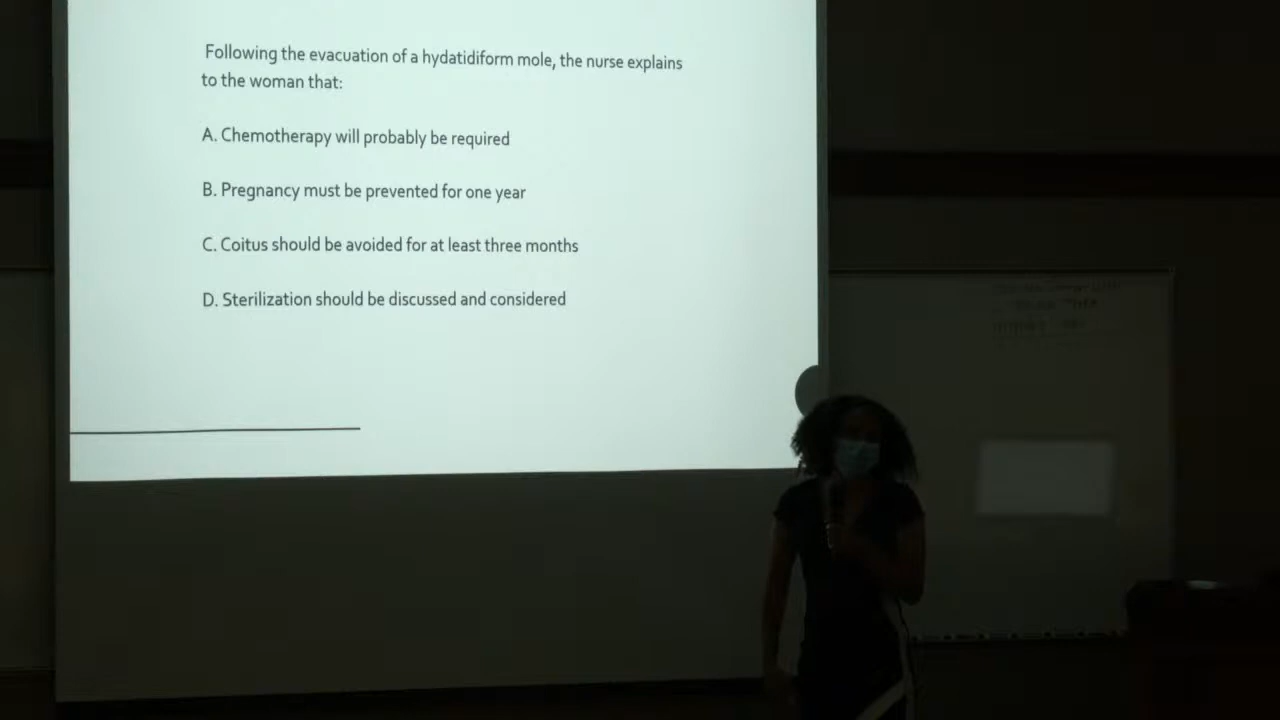 Following the evacuation of a hydatidiform mole, the nurse explains
to the woman that:
A. Chemotherapy will probably be required
B. Pregnancy must be prevented for one year
C. Coitus should be avoided for at least three months
D. Sterilization should be discussed and considered